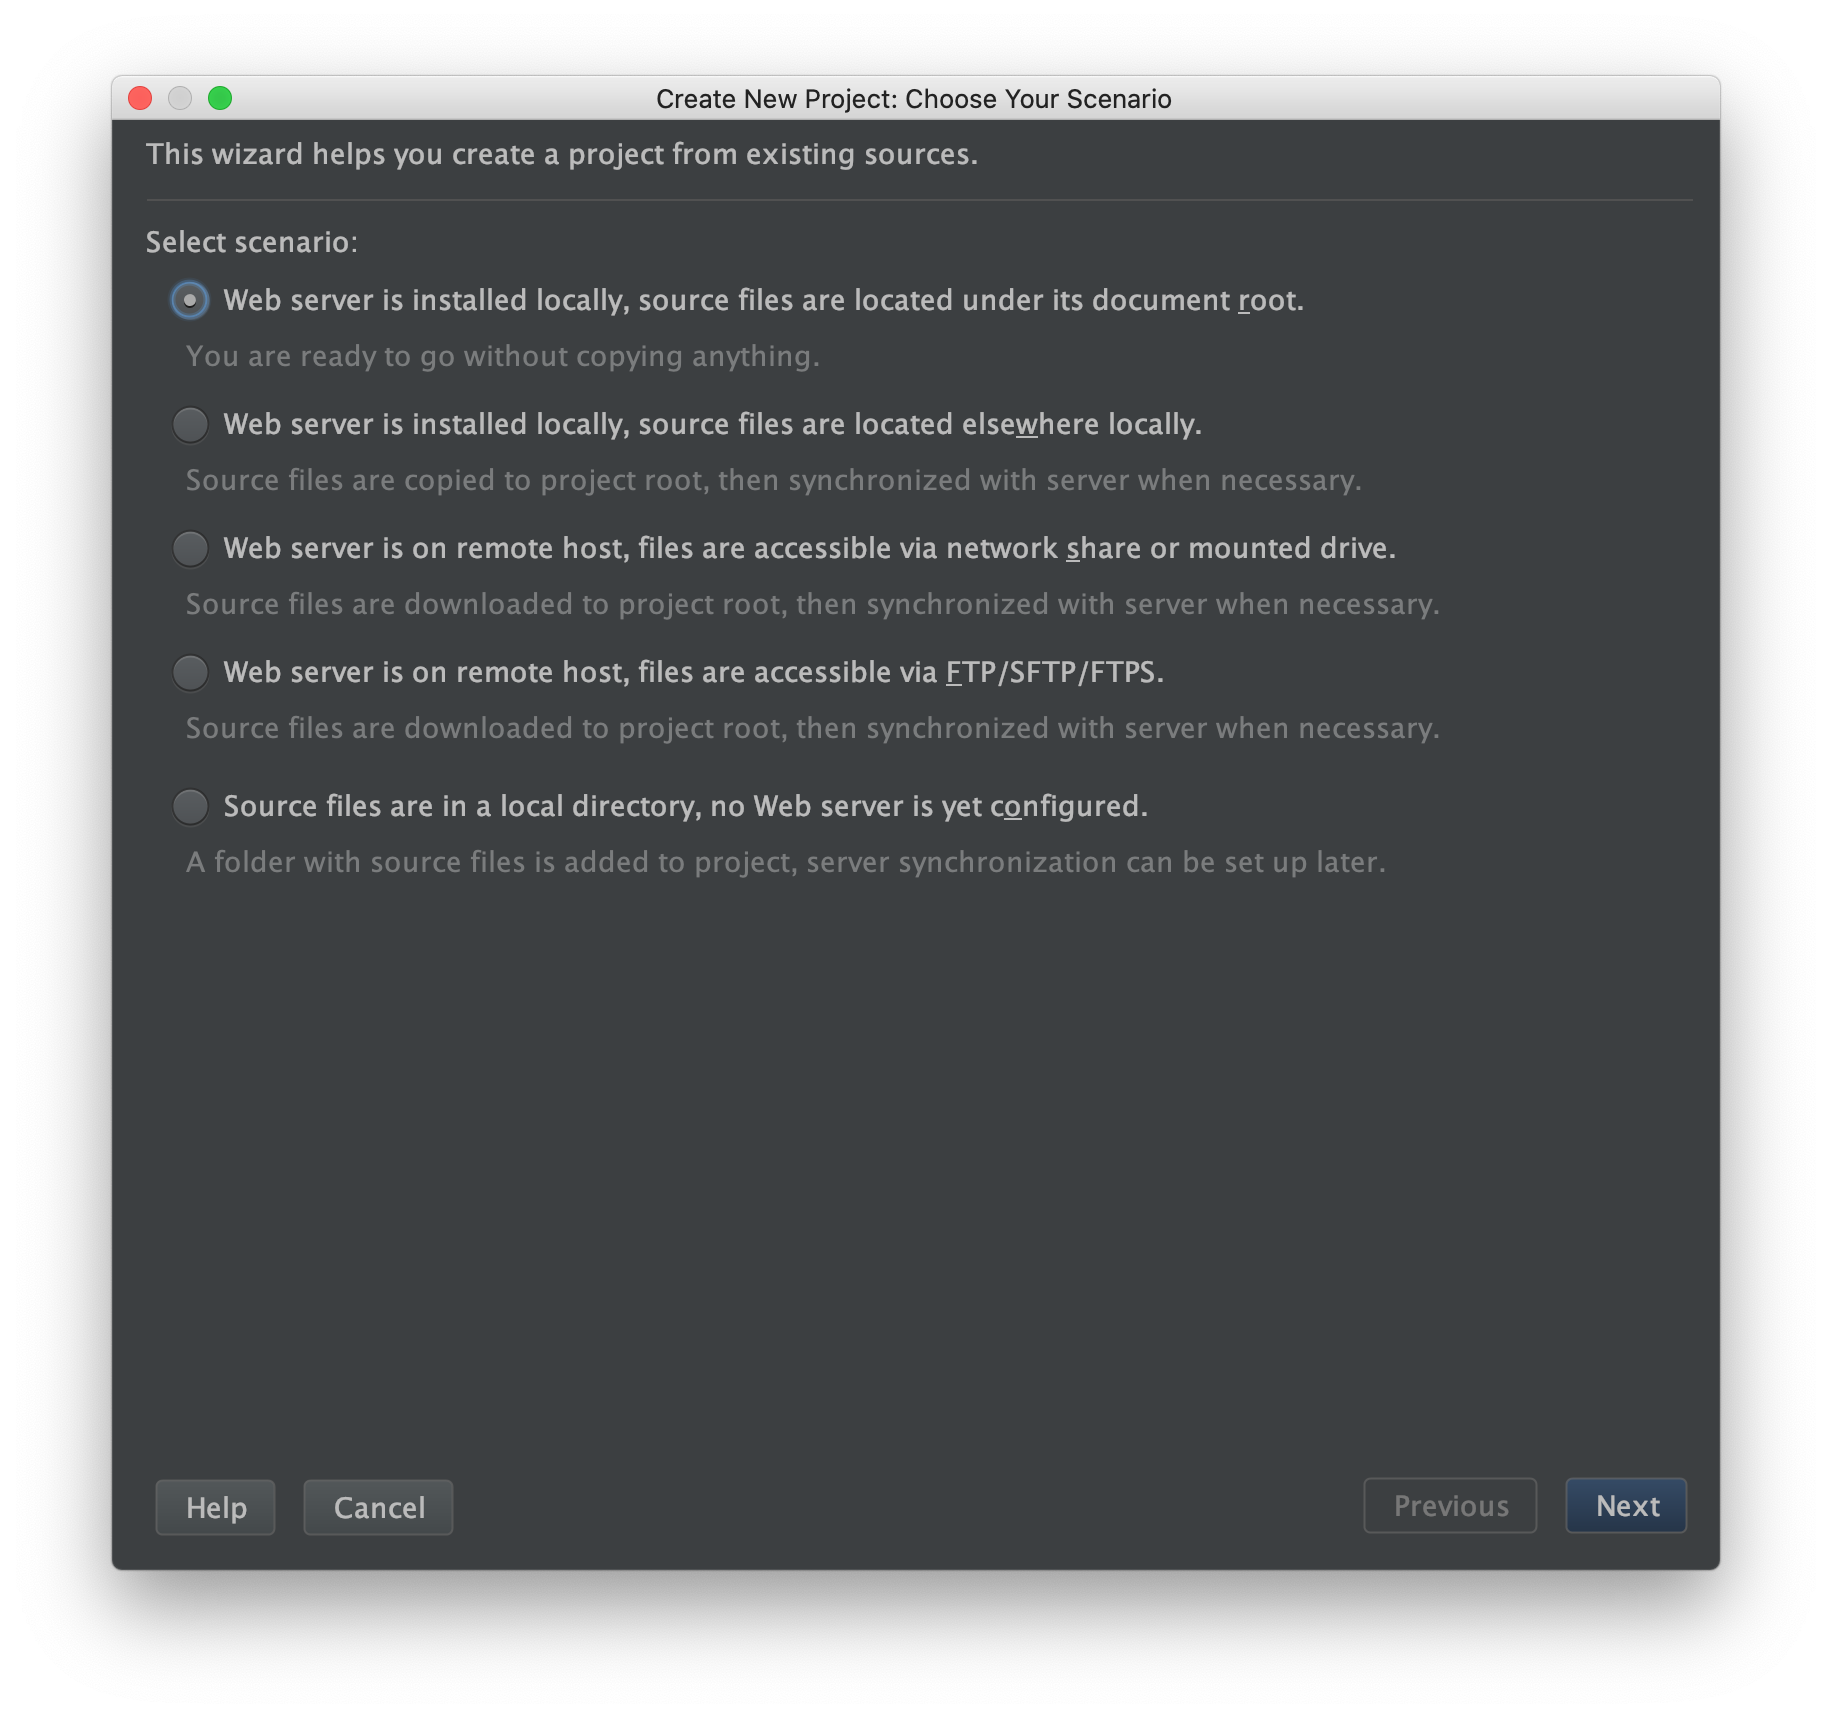 Create New Project: Choose Your Scenario
This wizard helps you create a project from existing sources.
Select scenario:
Web server is installed locally, source files are located under its document root.
You are ready to go without copying anything.
Web server is installed locally, source files are located elsewhere locally.
Source files are copied to project root, then synchronized with server when necessary.
Web server is on remote host, files are accessible via network share or mounted drive.
Source files are downloaded to project root, then synchronized with server when necessary.
Web server is on remote host, files are accessible via FTP/SFTP/FTPS.
Source files are downloaded to project root, then synchronized with server when necessary.
Source files are in a local directory, no Web server is yet configured.
A folder with source files is added to project, server synchronization can be set up later.
Help Cancel Previous Next